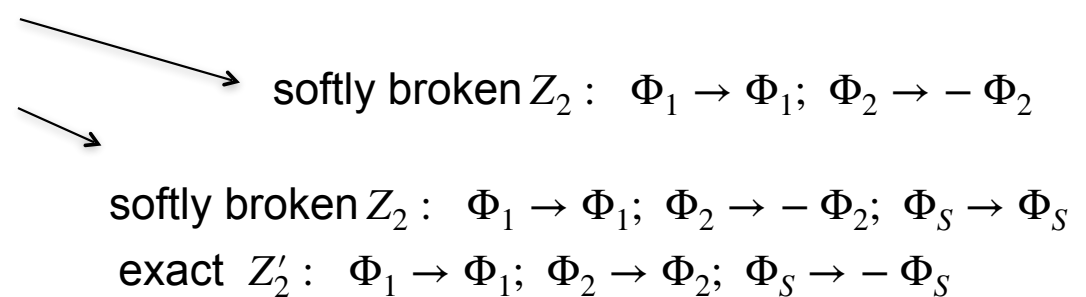 softly broken Z₂ : Φ₁ → Φ₁; Φ₂ → − Φ₂
softly broken Z₂ : Φ₁ → Φ₁; Φ₂ → − Φ₂; Φ_S → Φ_S
exact Z′₂ : Φ₁ → Φ₁; Φ₂ → Φ₂; Φ_S → − Φ_S